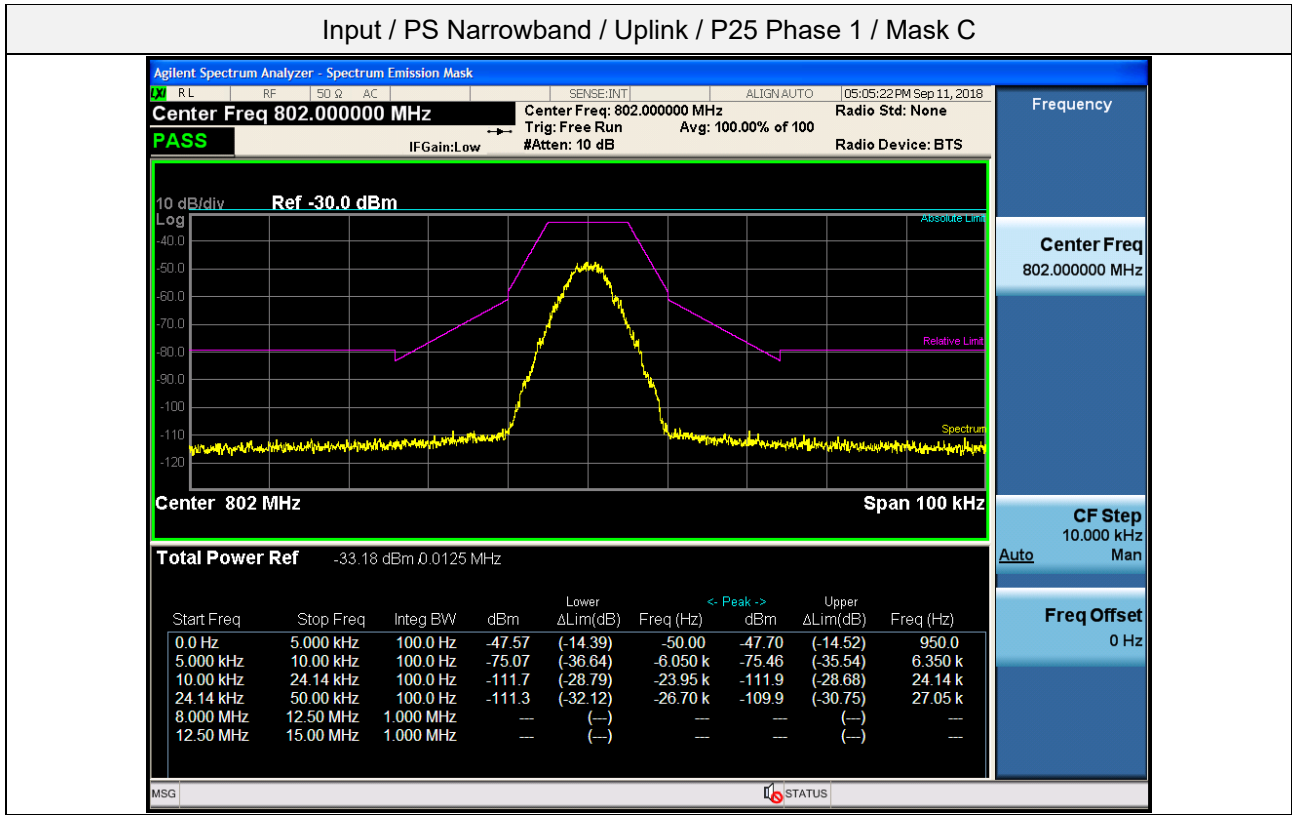 Input / PS Narrowband / Uplink / P25 Phase 1 / Mask C
Agilent Spectrum Analyzer - Spectrum Emission Mask
LXI RL RF 50 Ω AC SENSE:INT ALIGN AUTO 05:05:22 PM Sep 11, 2018
Center Freq 802.000000 MHz Center Freq: 802.000000 MHz Radio Std: None
Trig: Free Run Avg: 100.00% of 100
PASS IFGain:Low #Atten: 10 dB Radio Device: BTS
Frequency
10 dB/div Ref -30.0 dBm
Log
Absolute Limit
-40.0
-50.0
-60.0
-70.0
Relative Limit
-80.0
-90.0
-100
Spectrum
-110
-120
Center 802 MHz Span 100 kHz
Center Freq
802.000000 MHz
CF Step
10.000 kHz
Auto Man
Freq Offset
0 Hz
Total Power Ref -33.18 dBm /0.0125 MHz
Lower <- Peak -> Upper
Start Freq Stop Freq Integ BW dBm ΔLim(dB) Freq (Hz) dBm ΔLim(dB) Freq (Hz)
0.0 Hz 5.000 kHz 100.0 Hz -47.57 (-14.39) -50.00 -47.70 (-14.52) 950.0
5.000 kHz 10.00 kHz 100.0 Hz -75.07 (-36.64) -6.050 k -75.46 (-35.54) 6.350 k
10.00 kHz 24.14 kHz 100.0 Hz -111.7 (-28.79) -23.95 k -111.9 (-28.68) 24.14 k
24.14 kHz 50.00 kHz 100.0 Hz -111.3 (-32.12) -26.70 k -109.9 (-30.75) 27.05 k
8.000 MHz 12.50 MHz 1.000 MHz --- (---) --- --- (---) ---
12.50 MHz 15.00 MHz 1.000 MHz --- (---) --- --- (---) ---
MSG STATUS